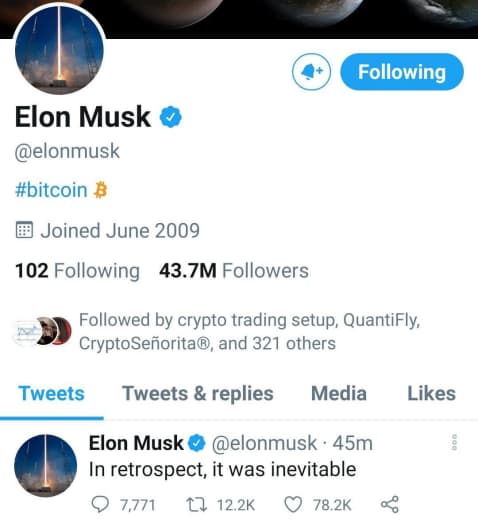 Following
Elon Musk
@elonmusk
#bitcoin
Joined June 2009
102 Following 43.7M Followers
Followed by crypto trading setup, QuantiFly,
CryptoSeñorita®, and 321 others
Tweets Tweets & replies Media Likes
Elon Musk @elonmusk · 45m
In retrospect, it was inevitable
7,771 12.2K 78.2K